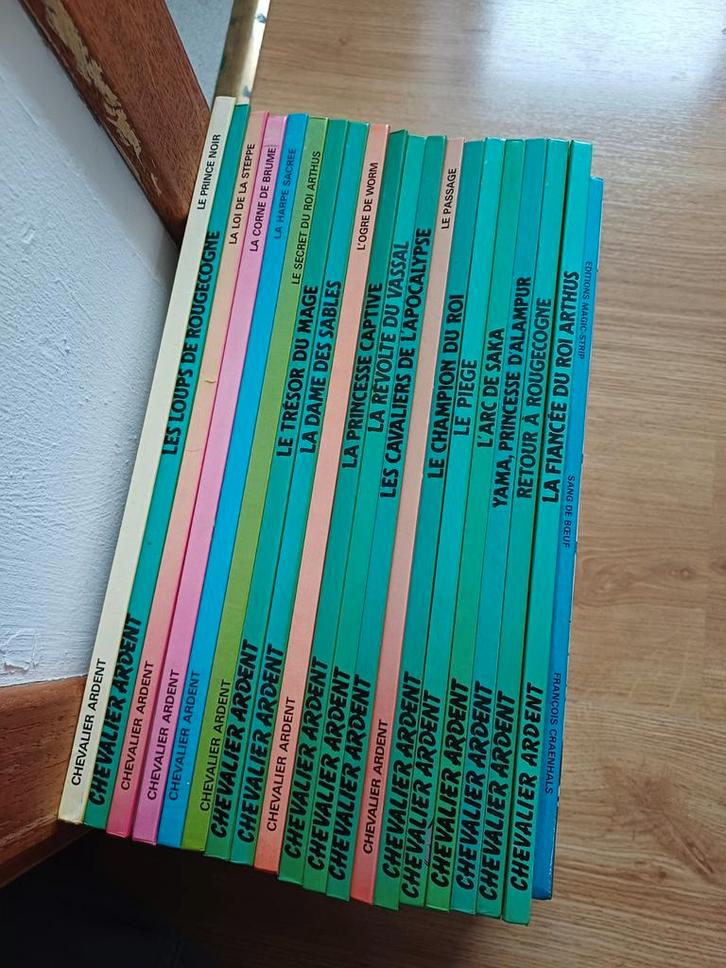 CHEVALIER ARDENT LE PRINCE NOIR
CHEVALIER ARDENT LES LOUPS DE ROUGECOGNE
CHEVALIER ARDENT LA LOI DE LA STEPPE
CHEVALIER ARDENT LA CORNE DE BRUME
CHEVALIER ARDENT LA HARPE SACREE
CHEVALIER ARDENT LE SECRET DU ROI ARTHUS
CHEVALIER ARDENT LE TRÉSOR DU MAGE
CHEVALIER ARDENT LA DAME DES SABLES
CHEVALIER ARDENT L'OGRE DE WORM
CHEVALIER ARDENT LA PRINCESSE CAPTIVE
CHEVALIER ARDENT LA RÉVOLTE DU VASSAL
CHEVALIER ARDENT LES CAVALIERS DE L'APOCALYPSE
CHEVALIER ARDENT LE PASSAGE
CHEVALIER ARDENT LE CHAMPION DU ROI
CHEVALIER ARDENT LE PIEGE
CHEVALIER ARDENT L'ARC DE SAKA
CHEVALIER ARDENT YAMA, PRINCESSE D'ALAMPUR
CHEVALIER ARDENT RETOUR À ROUGECOGNE
CHEVALIER ARDENT LA FIANCÉE DU ROI ARTHUS
EDITIONS MAGIC-STRIP SANG DE BŒUF FRANÇOIS CRAENHALS